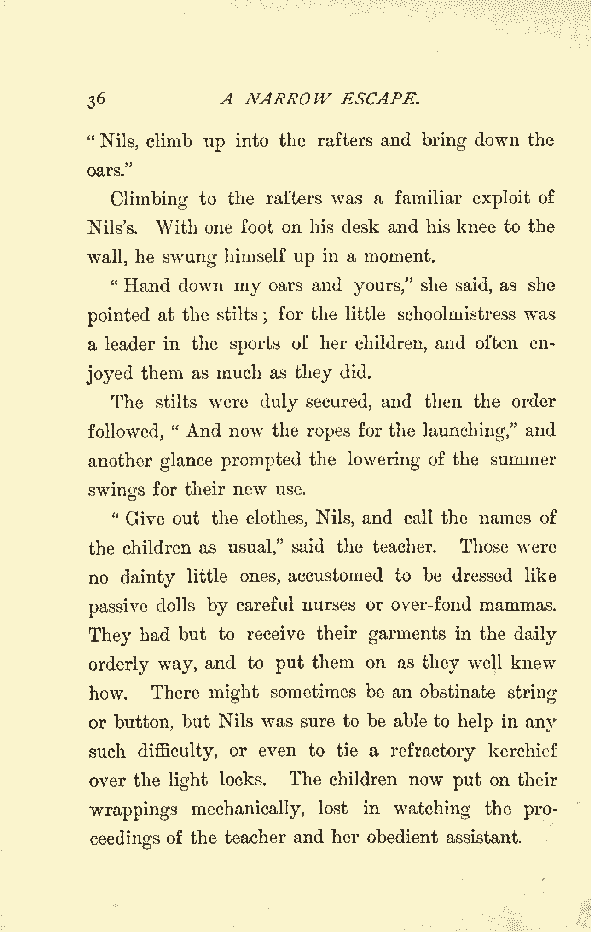 36 A NARROW ESCAPE.
“Nils, climb up into the rafters and bring down the
oars.”
Climbing to the rafters was a familiar exploit of
Nils’s. With one foot on his desk and his knee to the
wall, he swung himself up in a moment.
“Hand down my oars and yours,” she said, as she
pointed at the stilts; for the little schoolmistress was
a leader in the sports of her children, and often en-
joyed them as much as they did.
The stilts were duly secured, and then the order
followed, “And now the ropes for the launching,” and
another glance prompted the lowering of the summer
swings for their new use.
“Give out the clothes, Nils, and call the names of
the children as usual,” said the teacher. Those were
no dainty little ones, accustomed to be dressed like
passive dolls by careful nurses or over-fond mammas.
They had but to receive their garments in the daily
orderly way, and to put them on as they well knew
how. There might sometimes be an obstinate string
or button, but Nils was sure to be able to help in any
such difficulty, or even to tie a refractory kerchief
over the light locks. The children now put on their
wrappings mechanically, lost in watching the pro-
ceedings of the teacher and her obedient assistant.